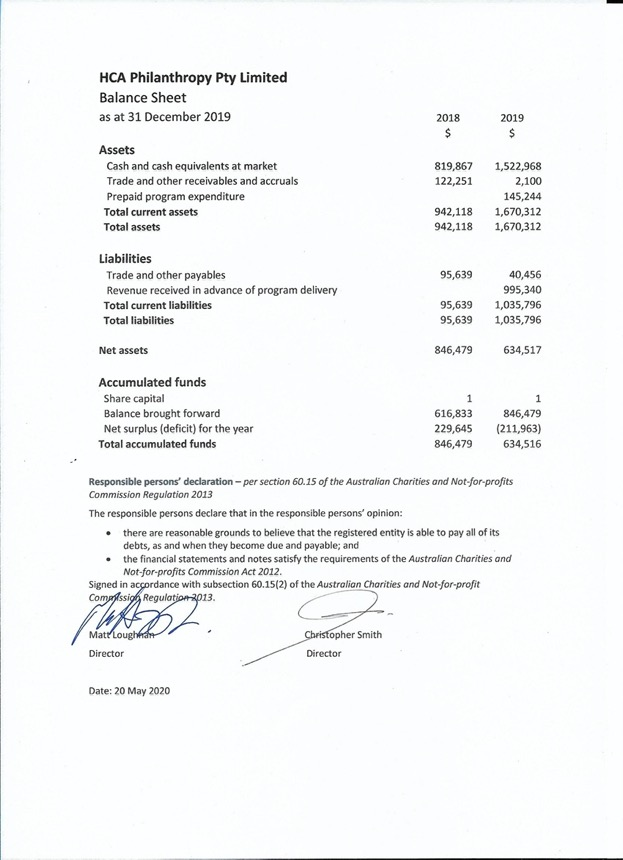 HCA Philanthropy Pty Limited
Balance Sheet
as at 31 December 2019 2018 2019
$ $
Assets
Cash and cash equivalents at market 819,867 1,522,968
Trade and other receivables and accruals 122,251 2,100
Prepaid program expenditure 145,244
Total current assets 942,118 1,670,312
Total assets 942,118 1,670,312
Liabilities
Trade and other payables 95,639 40,456
Revenue received in advance of program delivery 995,340
Total current liabilities 95,639 1,035,796
Total liabilities 95,639 1,035,796
Net assets 846,479 634,517
Accumulated funds
Share capital 1 1
Balance brought forward 616,833 846,479
Net surplus (deficit) for the year 229,645 (211,963)
Total accumulated funds 846,479 634,516
Responsible persons' declaration – per section 60.15 of the Australian Charities and Not-for-profits
Commission Regulation 2013
The responsible persons declare that in the responsible persons' opinion:
• there are reasonable grounds to believe that the registered entity is able to pay all of its
debts, as and when they become due and payable; and
• the financial statements and notes satisfy the requirements of the Australian Charities and
Not-for-profits Commission Act 2012.
Signed in accordance with subsection 60.15(2) of the Australian Charities and Not-for-profit
Commission Regulation 2013.
Matt Loughnan Christopher Smith
Director Director
Date: 20 May 2020